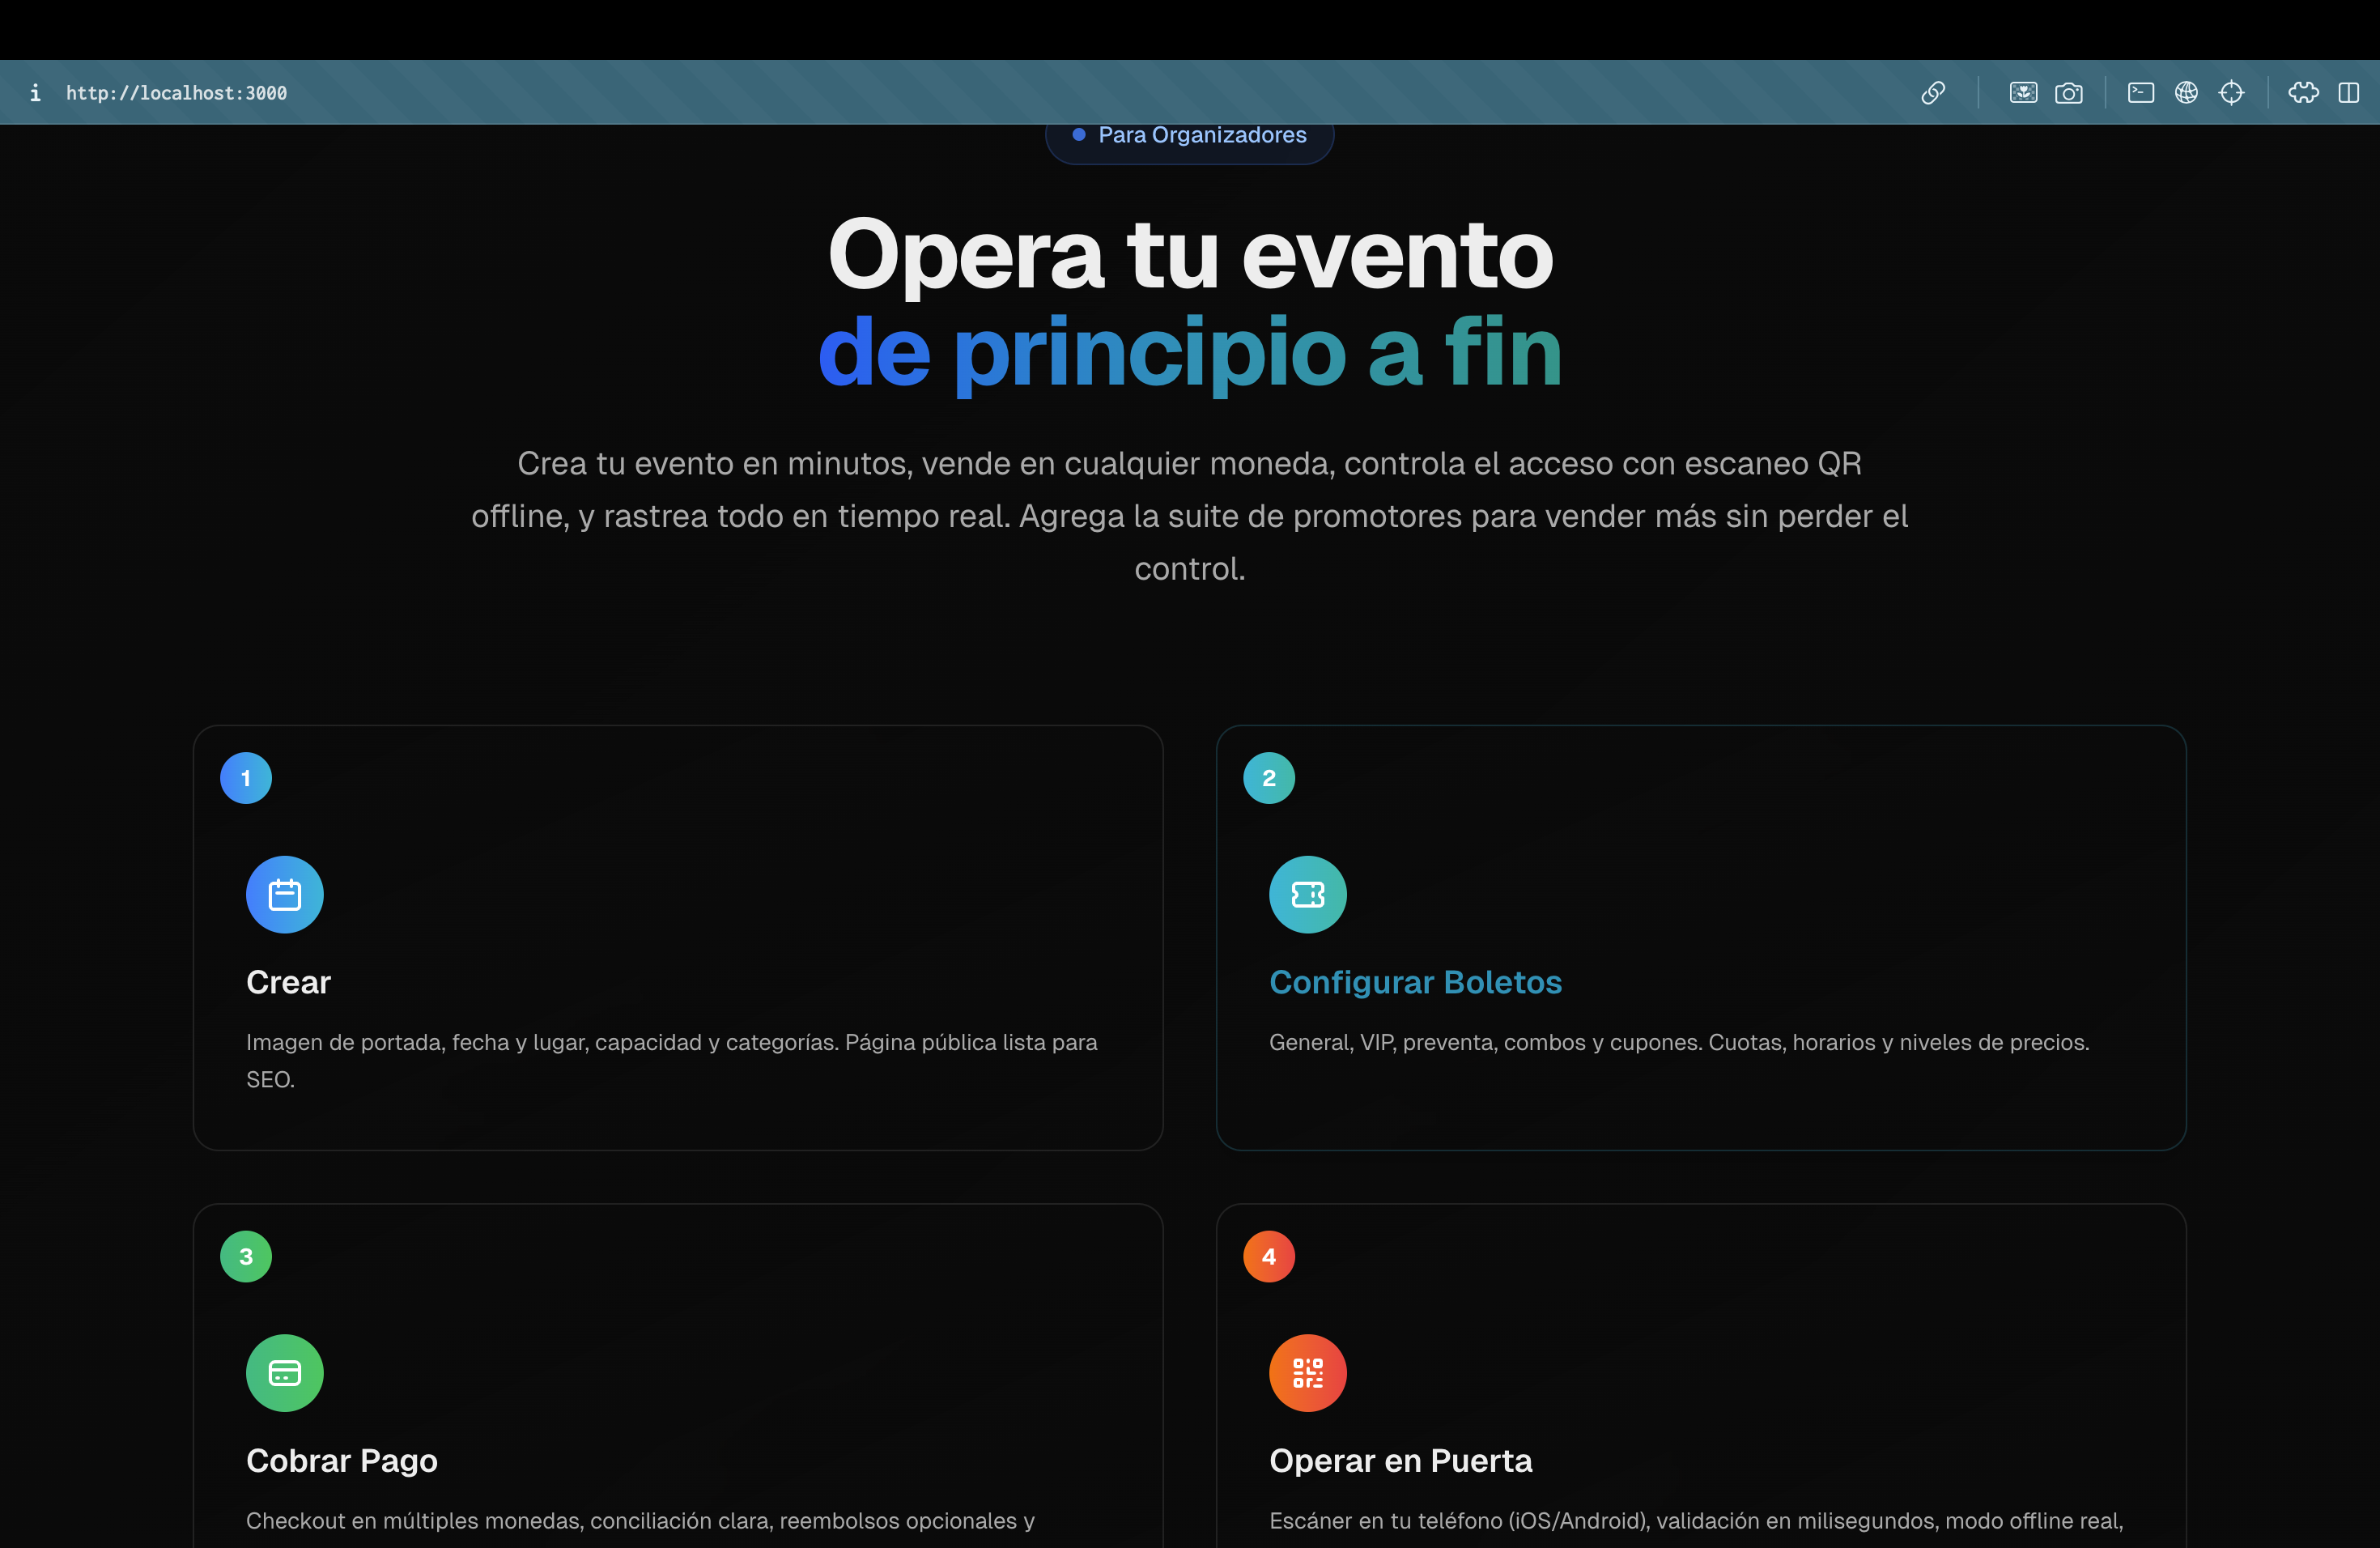 http://localhost:3000
Para Organizadores
Opera tu evento
de principio a fin
Crea tu evento en minutos, vende en cualquier moneda, controla el acceso con escaneo QR
offline, y rastrea todo en tiempo real. Agrega la suite de promotores para vender más sin perder el
control.
1
Crear
Imagen de portada, fecha y lugar, capacidad y categorías. Página pública lista para
SEO.
2
Configurar Boletos
General, VIP, preventa, combos y cupones. Cuotas, horarios y niveles de precios.
3
Cobrar Pago
Checkout en múltiples monedas, conciliación clara, reembolsos opcionales y
4
Operar en Puerta
Escáner en tu teléfono (iOS/Android), validación en milisegundos, modo offline real,